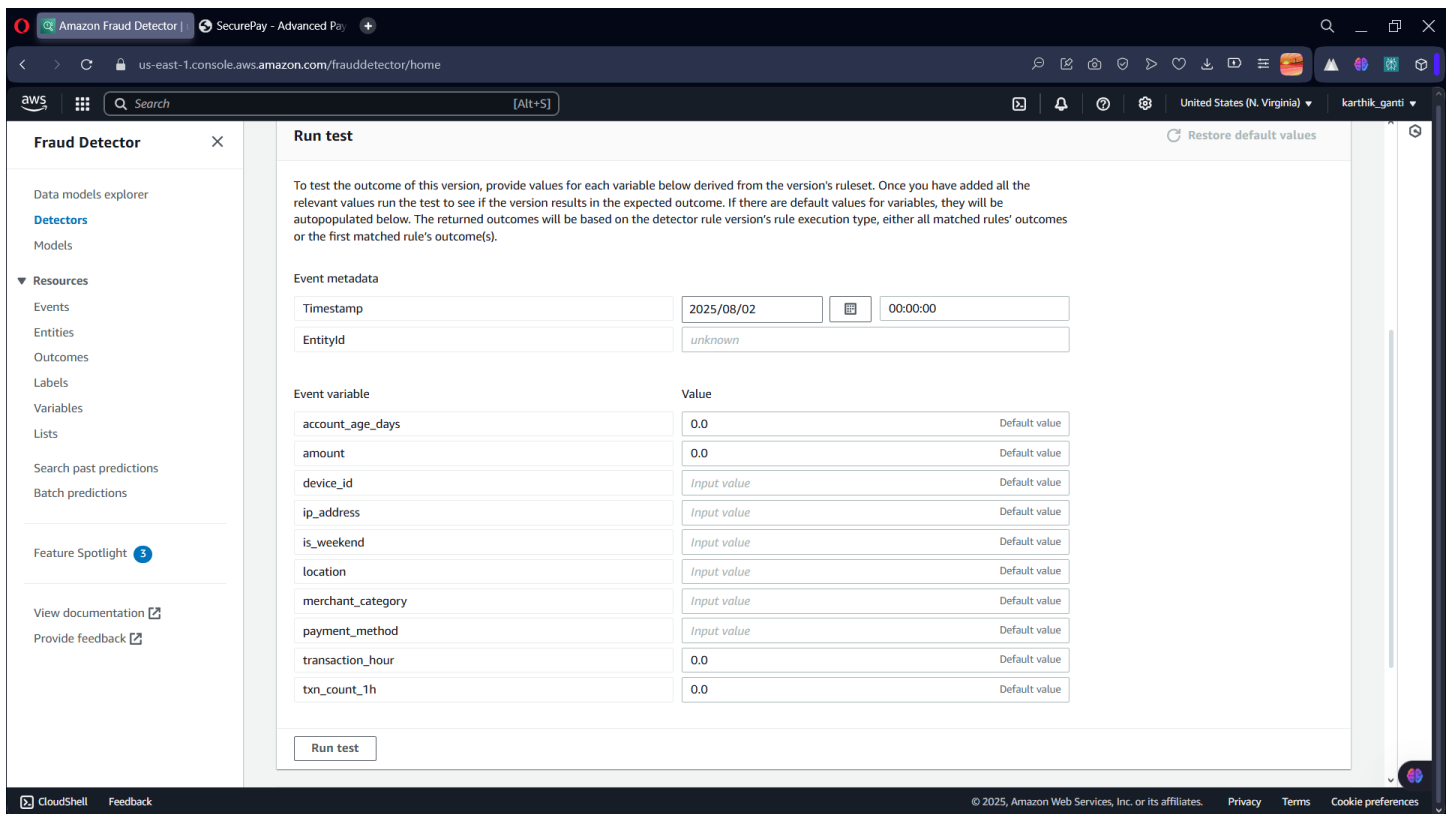 Amazon Fraud Detector |
SecurePay - Advanced Pay
us-east-1.console.aws.amazon.com/frauddetector/home
aws
Search
[Alt+S]
United States (N. Virginia)
karthik_ganti
Fraud Detector
Data models explorer
Detectors
Models
Resources
Events
Entities
Outcomes
Labels
Variables
Lists
Search past predictions
Batch predictions
Feature Spotlight 3
View documentation
Provide feedback
Run test
Restore default values
To test the outcome of this version, provide values for each variable below derived from the version's ruleset. Once you have added all the
relevant values run the test to see if the version results in the expected outcome. If there are default values for variables, they will be
autopopulated below. The returned outcomes will be based on the detector rule version's rule execution type, either all matched rules' outcomes
or the first matched rule's outcome(s).
Event metadata
Timestamp 2025/08/02 00:00:00
EntityId unknown
Event variable Value
account_age_days 0.0 Default value
amount 0.0 Default value
device_id Input value Default value
ip_address Input value Default value
is_weekend Input value Default value
location Input value Default value
merchant_category Input value Default value
payment_method Input value Default value
transaction_hour 0.0 Default value
txn_count_1h 0.0 Default value
Run test
CloudShell Feedback
© 2025, Amazon Web Services, Inc. or its affiliates. Privacy Terms Cookie preferences